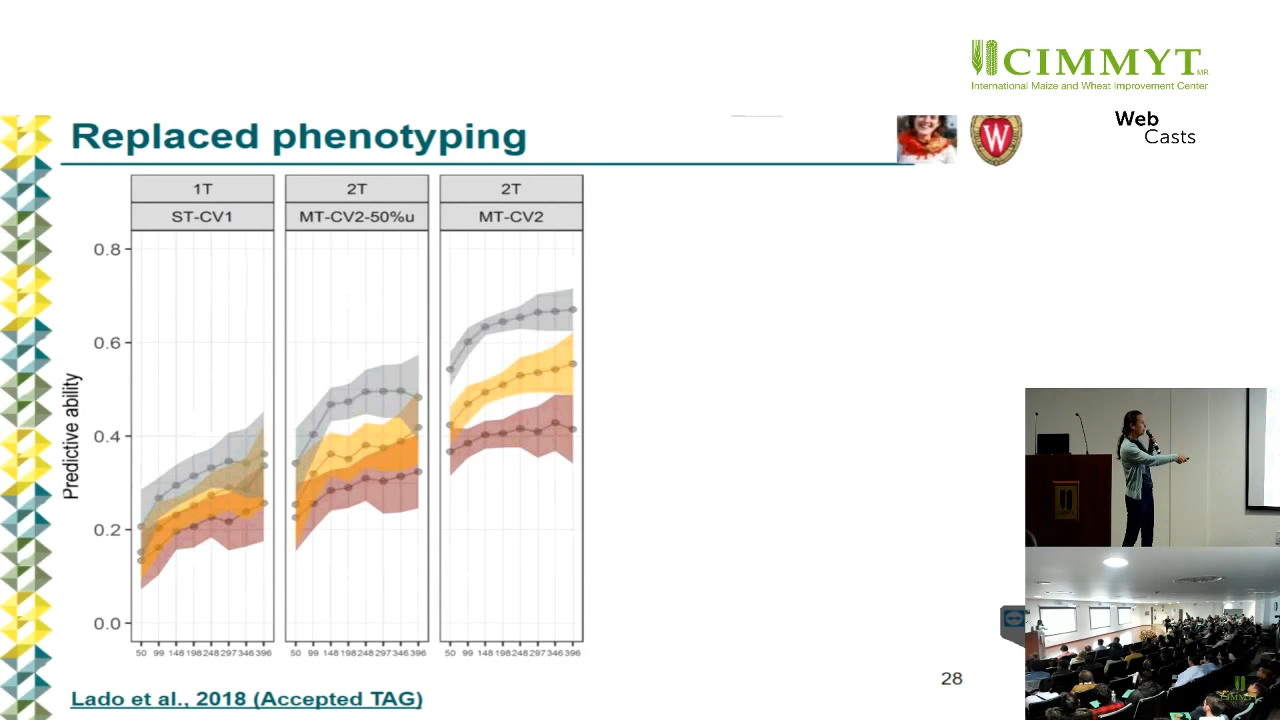 CIMMYT MR
International Maize and Wheat Improvement Center
Web
Casts
Replaced phenotyping
W
1T
2T
2T
ST-CV1
MT-CV2-50%u
MT-CV2
0.8
0.6
0.4
0.2
0.0
Predictive ability
50 99 148 198 248 297 346 396
50 99 148 198 248 297 346 396
50 99 148 198 248 297 346 396
28
Lado et al., 2018 (Accepted TAG)